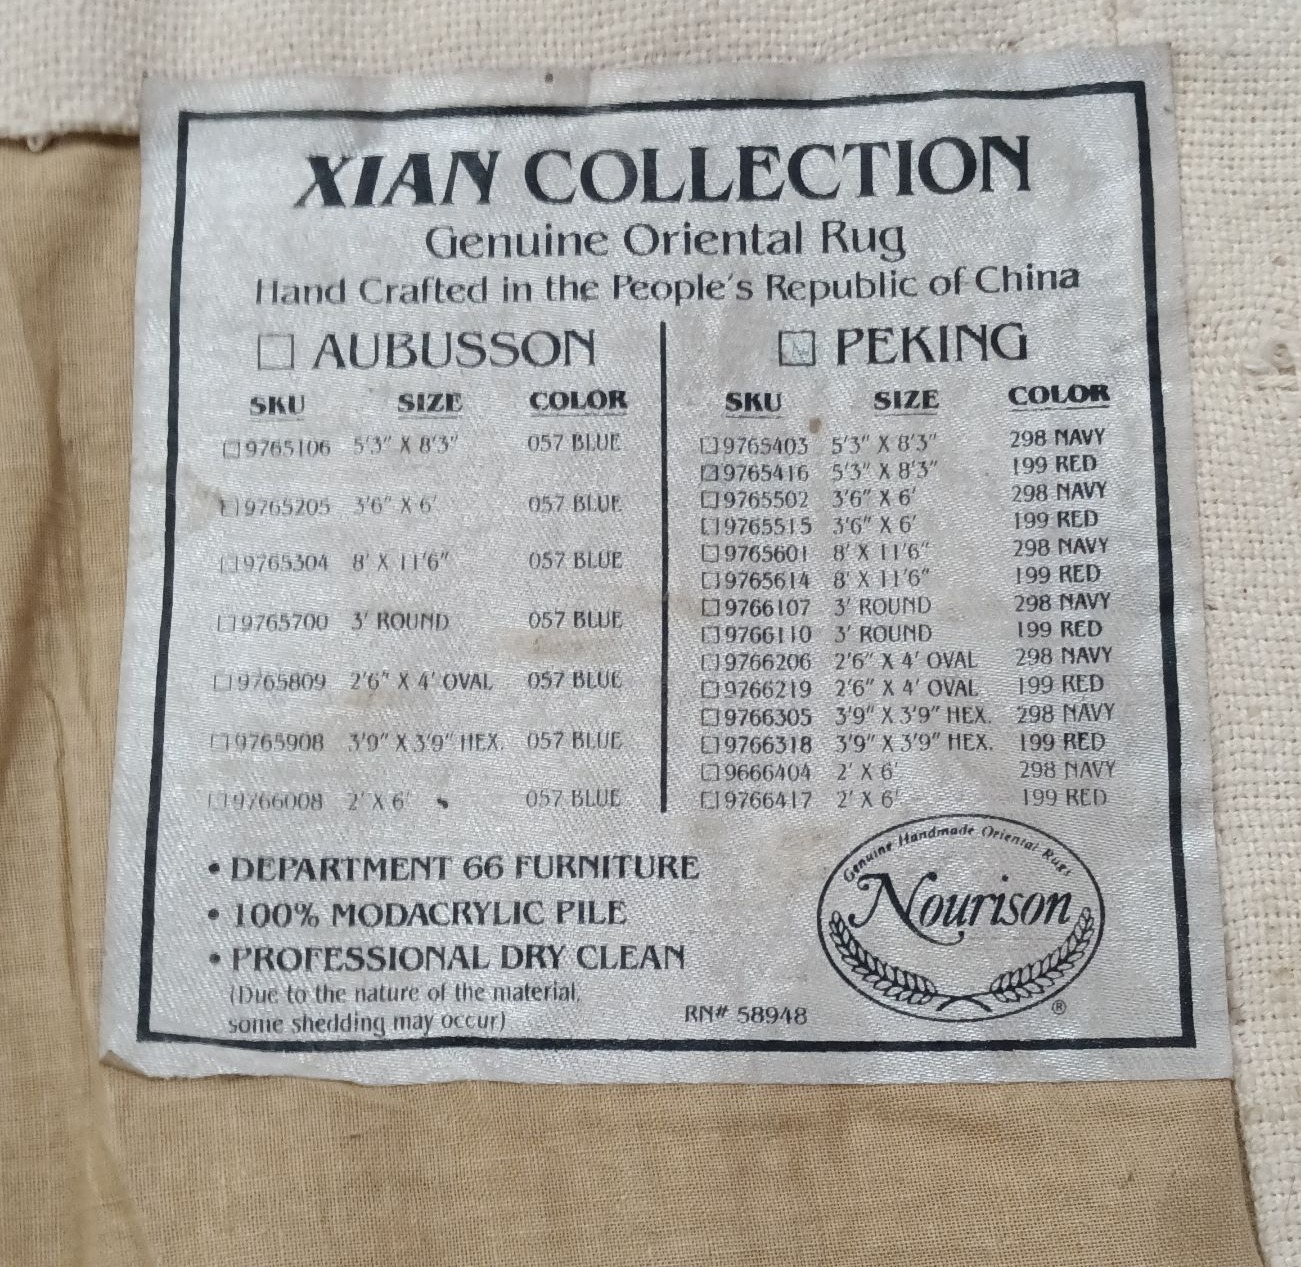 XIAN COLLECTION
Genuine Oriental Rug
Hand Crafted in the People's Republic of China
AUBUSSON
SKU SIZE COLOR
9765106 5'3" X 8'3" 057 BLUE
9765205 3'6" X 6' 057 BLUE
9765304 8' X 11'6" 057 BLUE
9765700 3' ROUND 057 BLUE
9765809 2'6" X 4' OVAL 057 BLUE
9765908 3'9" X 3'9" HEX. 057 BLUE
9766008 2' X 6' 057 BLUE
PEKING
SKU SIZE COLOR
9765403 5'3" X 8'3" 298 NAVY
9765416 5'3" X 8'3" 199 RED
9765502 3'6" X 6' 298 NAVY
9765515 3'6" X 6' 199 RED
9765601 8' X 11'6" 298 NAVY
9765614 8' X 11'6" 199 RED
9766107 3' ROUND 298 NAVY
9766110 3' ROUND 199 RED
9766206 2'6" X 4' OVAL 298 NAVY
9766219 2'6" X 4' OVAL 199 RED
9766305 3'9" X 3'9" HEX. 298 NAVY
9766318 3'9" X 3'9" HEX. 199 RED
9666404 2' X 6' 298 NAVY
9766417 2' X 6' 199 RED
• DEPARTMENT 66 FURNITURE
• 100% MODACRYLIC PILE
• PROFESSIONAL DRY CLEAN
(Due to the nature of the material,
some shedding may occur)
RN# 58948
Genuine Handmade Oriental Rugs
Nourison
®